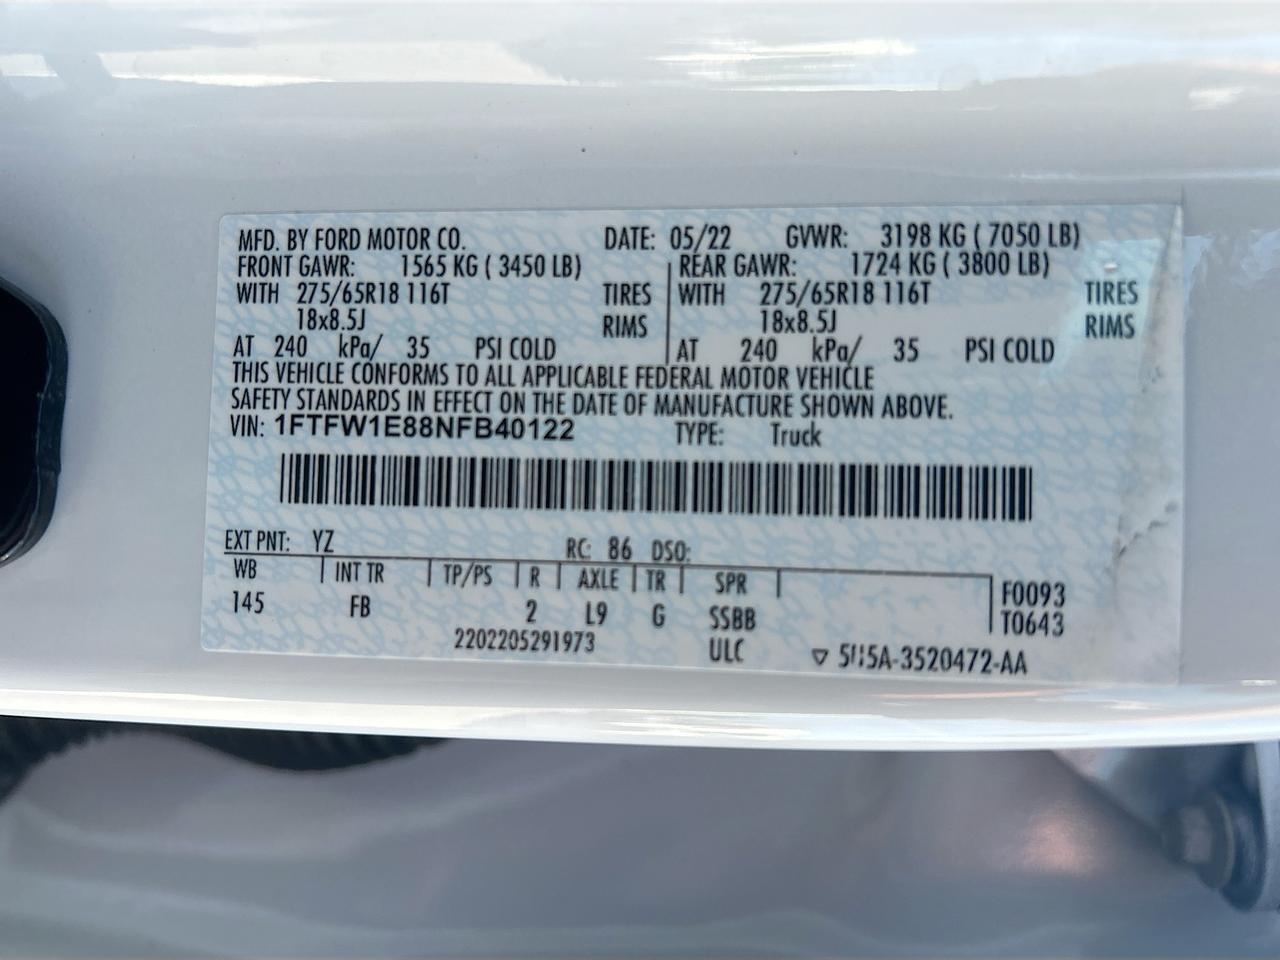 MFD. BY FORD MOTOR CO. DATE: 05/22 GVWR: 3198 KG ( 7050 LB)
FRONT GAWR: 1565 KG ( 3450 LB) REAR GAWR: 1724 KG ( 3800 LB)
WITH 275/65R18 116T TIRES WITH 275/65R18 116T TIRES
18x8.5J RIMS 18x8.5J RIMS
AT 240 kPa/ 35 PSI COLD AT 240 kPa/ 35 PSI COLD
THIS VEHICLE CONFORMS TO ALL APPLICABLE FEDERAL MOTOR VEHICLE
SAFETY STANDARDS IN EFFECT ON THE DATE OF MANUFACTURE SHOWN ABOVE.
VIN: 1FTFW1E88NFB40122 TYPE: Truck
EXT PNT: YZ RC: 86 DSO:
WB INT TR TP/PS R AXLE TR SPR F0093
145 FB 2 L9 G SSBB T0643
2202205291973 ULC